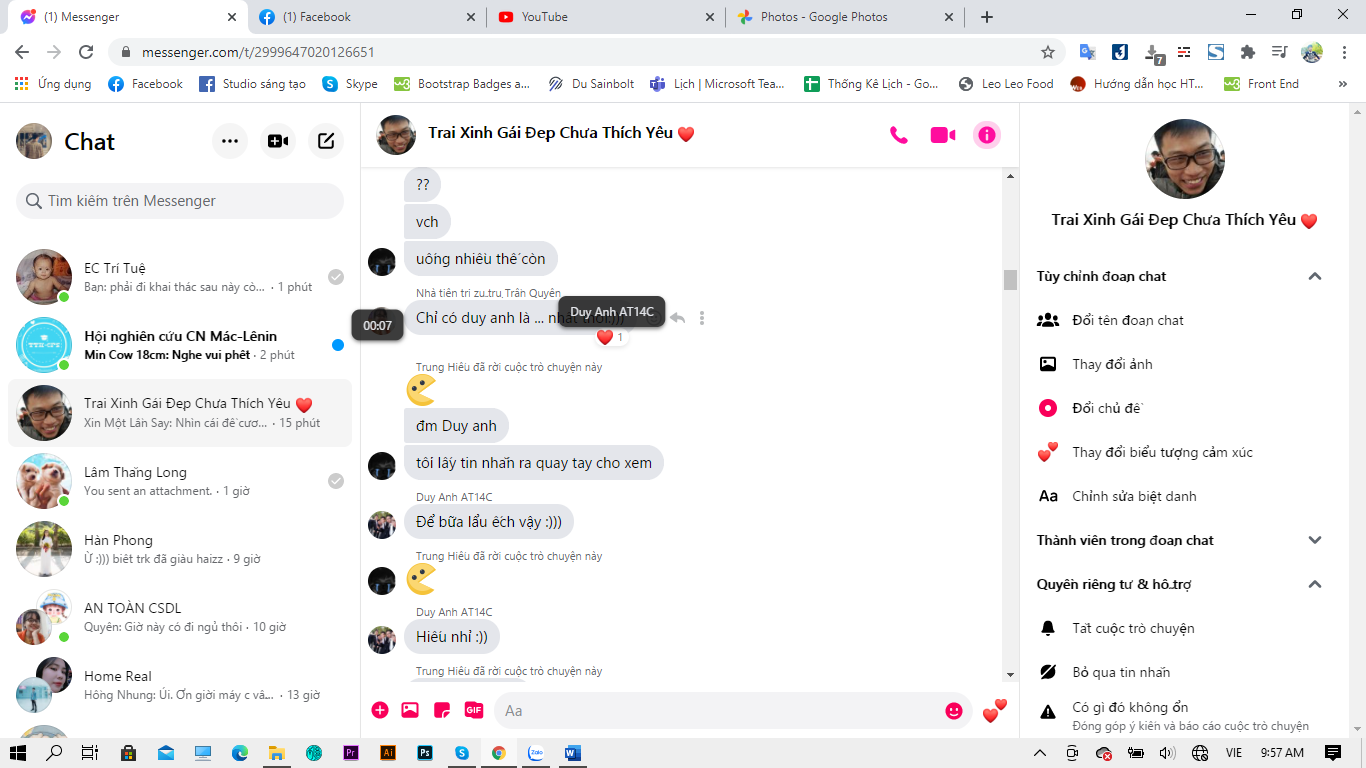 (1) Messenger
(1) Facebook
YouTube
Photos - Google Photos
messenger.com/t/2999647020126651
7
Ứng dụng
Facebook
Studio sáng tạo
Skype
Bootstrap Badges a...
Du Sainbolt
Lịch | Microsoft Tea...
Thống Kê Lịch - Go...
Leo Leo Food
Hướng dẫn học HT...
Front End
Chat
Tìm kiếm trên Messenger
EC Trí Tuệ
Bạn: phải đi khai thác sau này cò... · 1 phút
Hội nghiên cứu CN Mác-Lênin
Min Cow 18cm: Nghe vui phết · 2 phút
Trai Xinh Gái Đẹp Chưa Thích Yêu ❤️
Xin Một Lần Say: Nhìn cái đề cươ... · 15 phút
Lâm Thăng Long
You sent an attachment. · 1 giờ
Hàn Phong
Ừ :))) biết trk đã giàu haizz · 9 giờ
AN TOÀN CSDL
Quyên: Giờ này có đi ngủ thôi · 10 giờ
Home Real
Hồng Nhung: Úi. Ơn giời mấy c vẫ... · 13 giờ
Trai Xinh Gái Đẹp Chưa Thích Yêu ❤️
??
vch
uống nhiều thế còn
Nhà tiên tri zu..tru, Trần Quyên
Chỉ có duy anh là ... nhất thôi:)))
Duy Anh AT14C
00:07
❤️ 1
Trung Hiếu đã rời cuộc trò chuyện này
đm Duy anh
tôi lấy tin nhắn ra quay tay cho xem
Duy Anh AT14C
Để bữa lẩu ếch vậy :)))
Trung Hiếu đã rời cuộc trò chuyện này
Duy Anh AT14C
Hiếu nhỉ :))
Trung Hiếu đã rời cuộc trò chuyện này
GIF
Aa
Trai Xinh Gái Đẹp Chưa Thích Yêu ❤️
Tùy chỉnh đoạn chat
Đổi tên đoạn chat
Thay đổi ảnh
Đổi chủ đề
Thay đổi biểu tượng cảm xúc
Aa Chỉnh sửa biệt danh
Thành viên trong đoạn chat
Quyền riêng tư & hỗ trợ
Tắt cuộc trò chuyện
Bỏ qua tin nhắn
Có gì đó không ổn
Đóng góp ý kiến và báo cáo cuộc trò chuyện
Pr
Ai
Ps
Zalo
VIE
9:57 AM